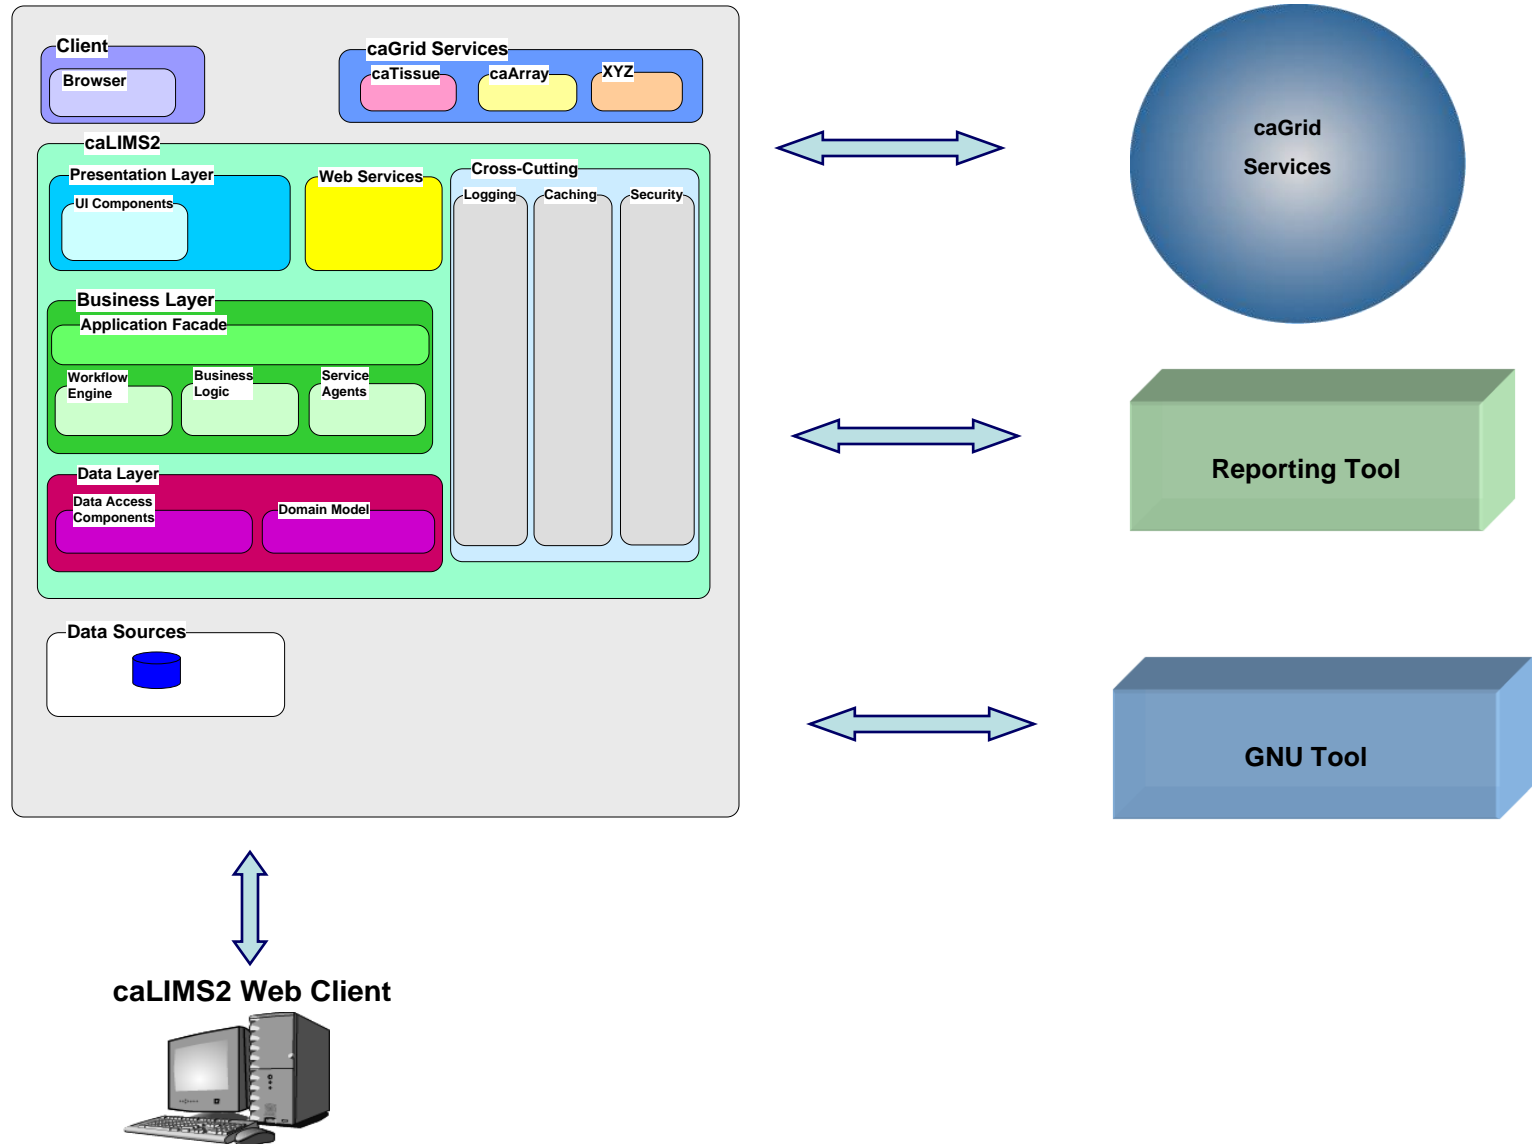 Client
Browser
caGrid Services
caTissue
caArray
XYZ
caLIMS2
Presentation Layer
UI Components
Web Services
Cross-Cutting
Logging
Caching
Security
Business Layer
Application Facade
Workflow
Engine
Business
Logic
Service
Agents
Data Layer
Data Access
Components
Domain Model
Data Sources
caGrid
Services
Reporting Tool
GNU Tool
caLIMS2 Web Client